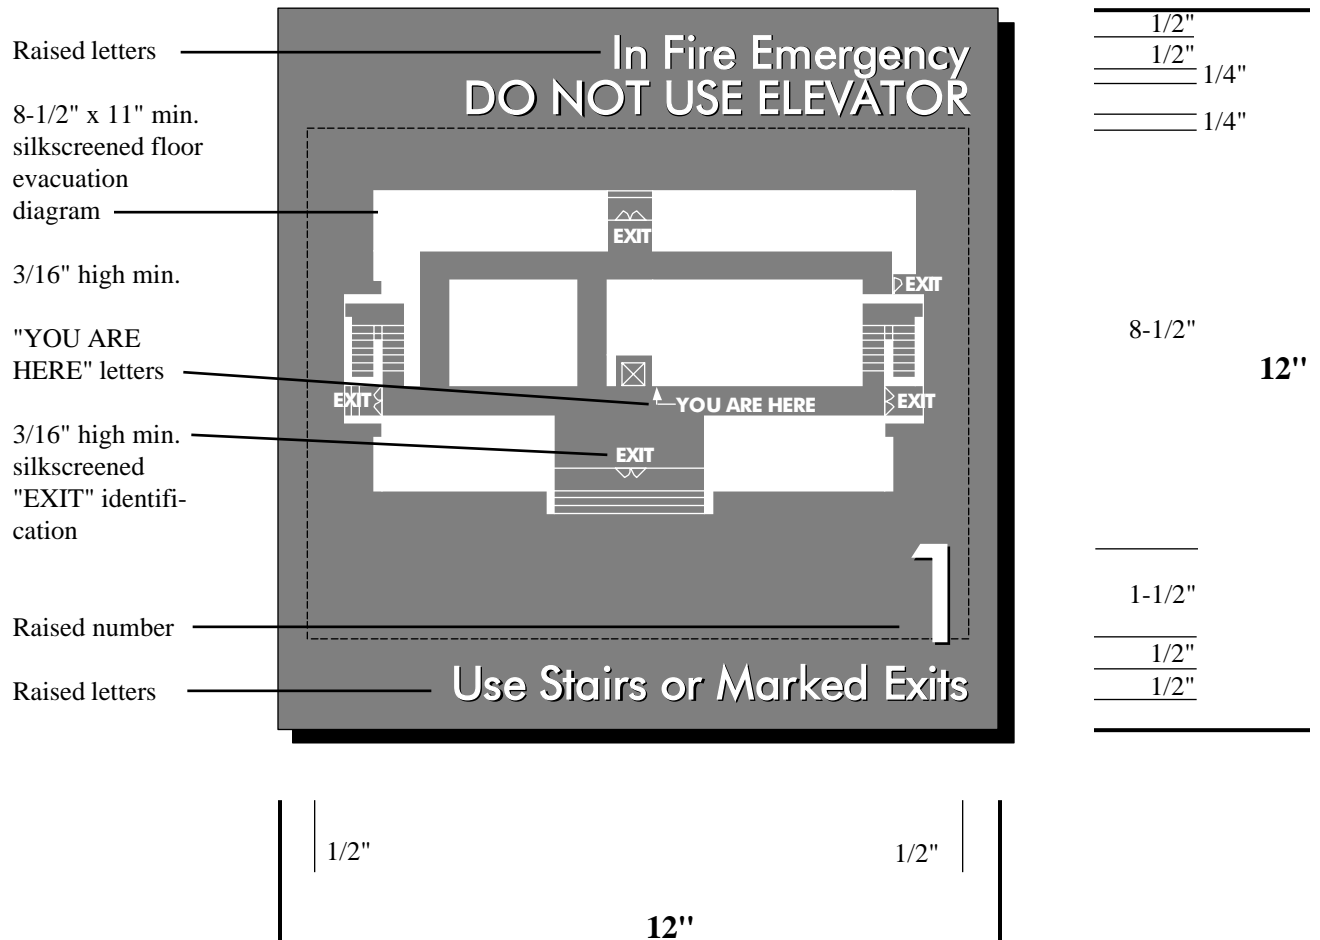 Raised letters
8-1/2" x 11" min.
silkscreened floor
evacuation
diagram
3/16" high min.
"YOU ARE
HERE" letters
3/16" high min.
silkscreened
"EXIT" identifi-
cation
Raised number
Raised letters
In Fire Emergency
DO NOT USE ELEVATOR
EXIT
EXIT
EXIT
YOU ARE HERE
EXIT
EXIT
1
Use Stairs or Marked Exits
1/2"
1/2"
1/4"
1/4"
8-1/2"
12"
1-1/2"
1/2"
1/2"
1/2"
1/2"
12"